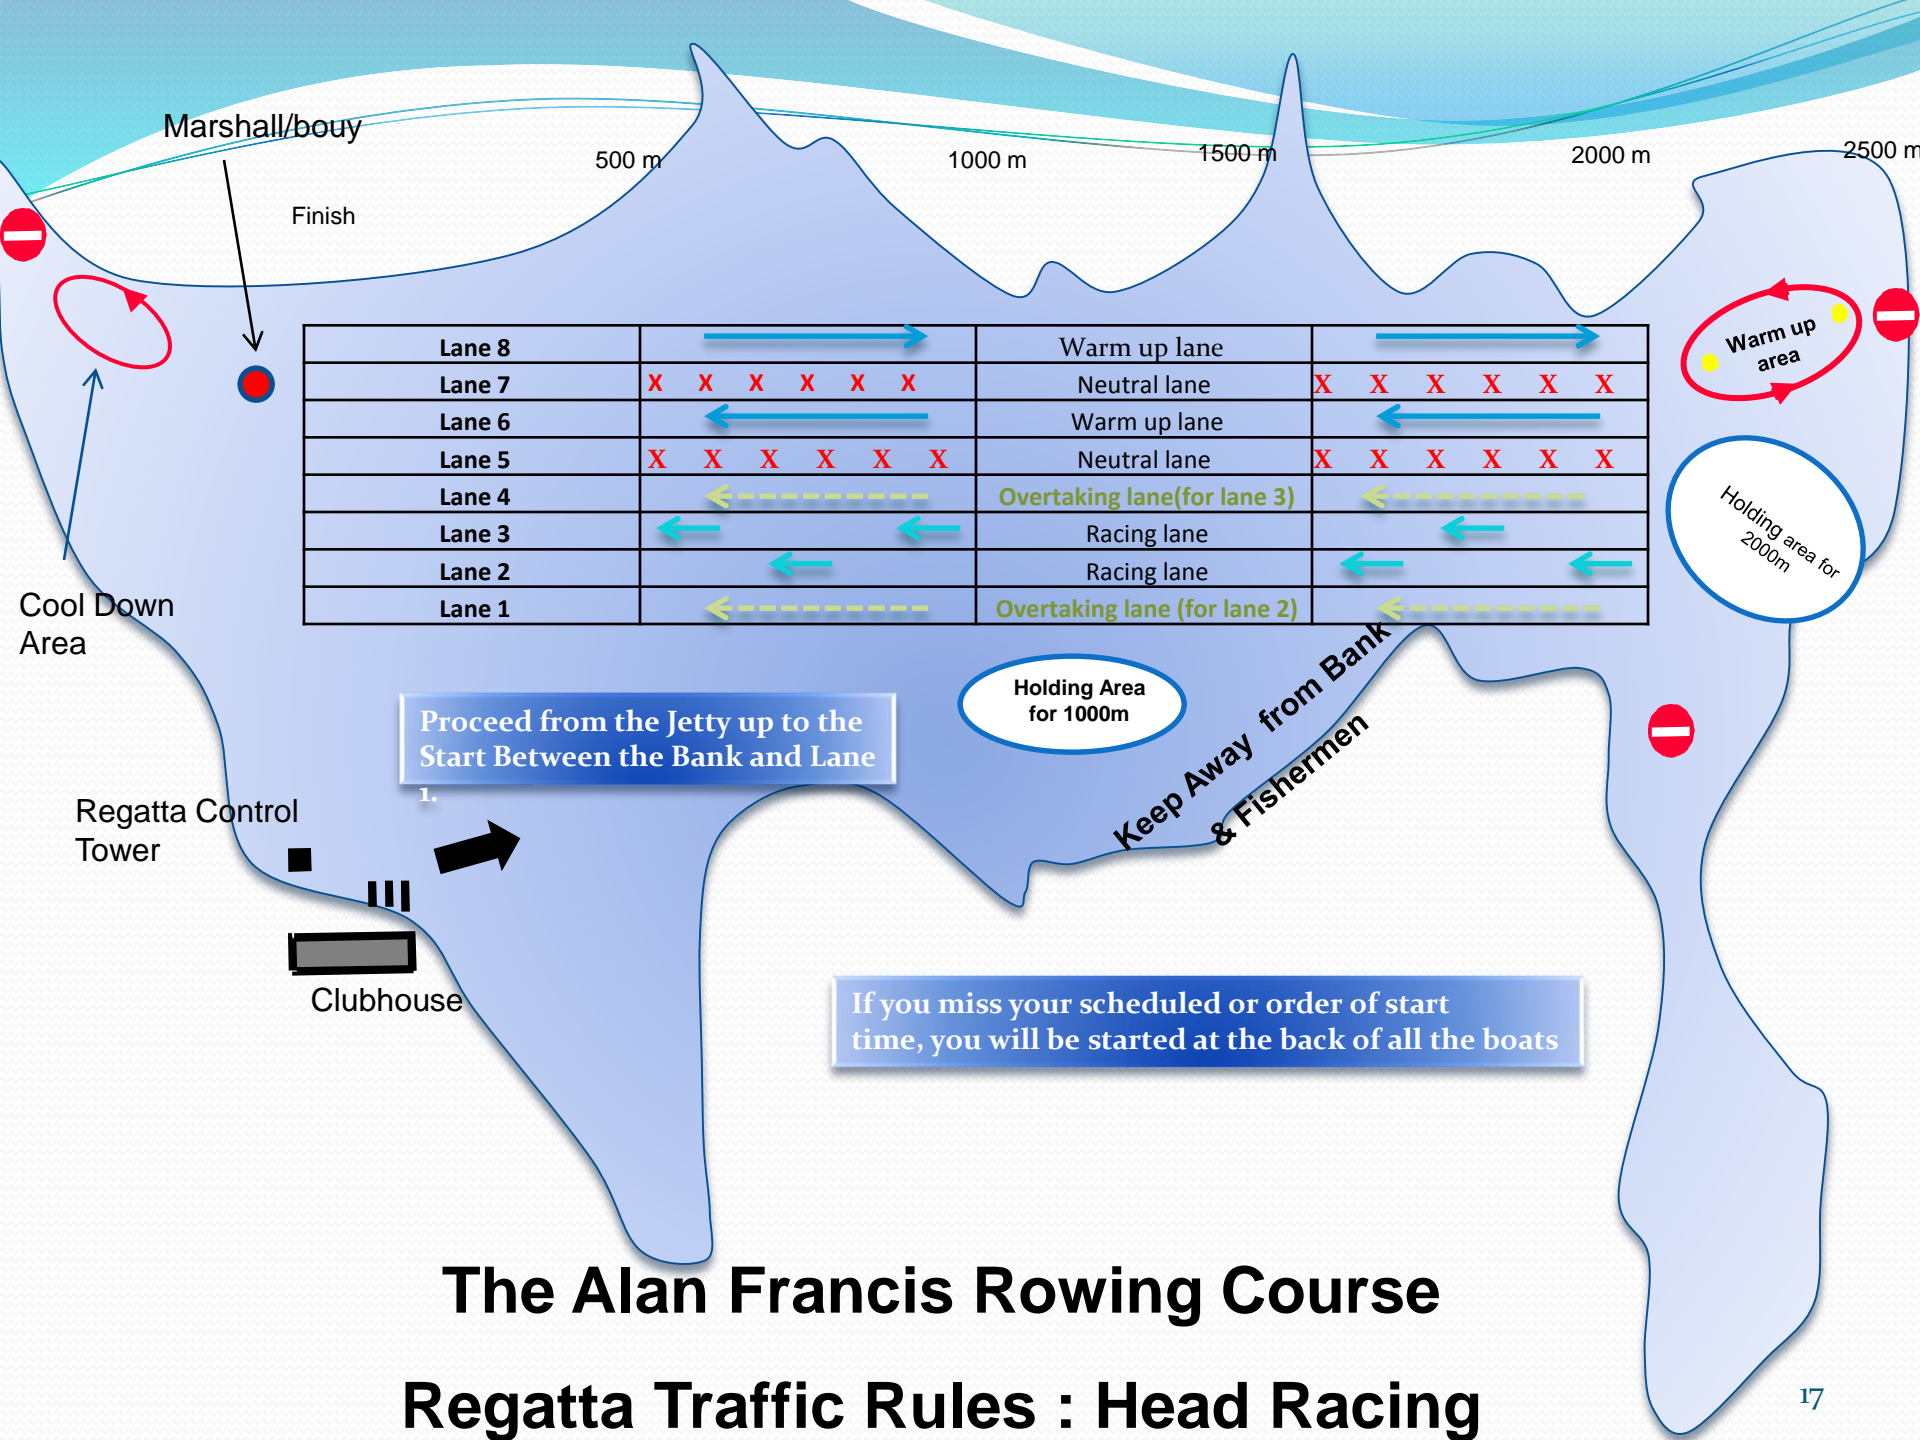 Marshall/bouy
500 m
1000 m
1500 m
2000 m
2500 m
Finish
Lane 8
Warm up lane
Lane 7
X X X X X X
Neutral lane
X X X X X X
Lane 6
Warm up lane
Lane 5
X X X X X X
Neutral lane
X X X X X X
Lane 4
Overtaking lane(for lane 3)
Lane 3
Racing lane
Lane 2
Racing lane
Lane 1
Overtaking lane (for lane 2)
Warm up
area
Holding area for
2000m
Cool Down
Area
Holding Area
for 1000m
Keep Away from Bank
& Fishermen
Proceed from the Jetty up to the
Start Between the Bank and Lane
1.
Regatta Control
Tower
Clubhouse
If you miss your scheduled or order of start
time, you will be started at the back of all the boats
The Alan Francis Rowing Course
Regatta Traffic Rules : Head Racing
17